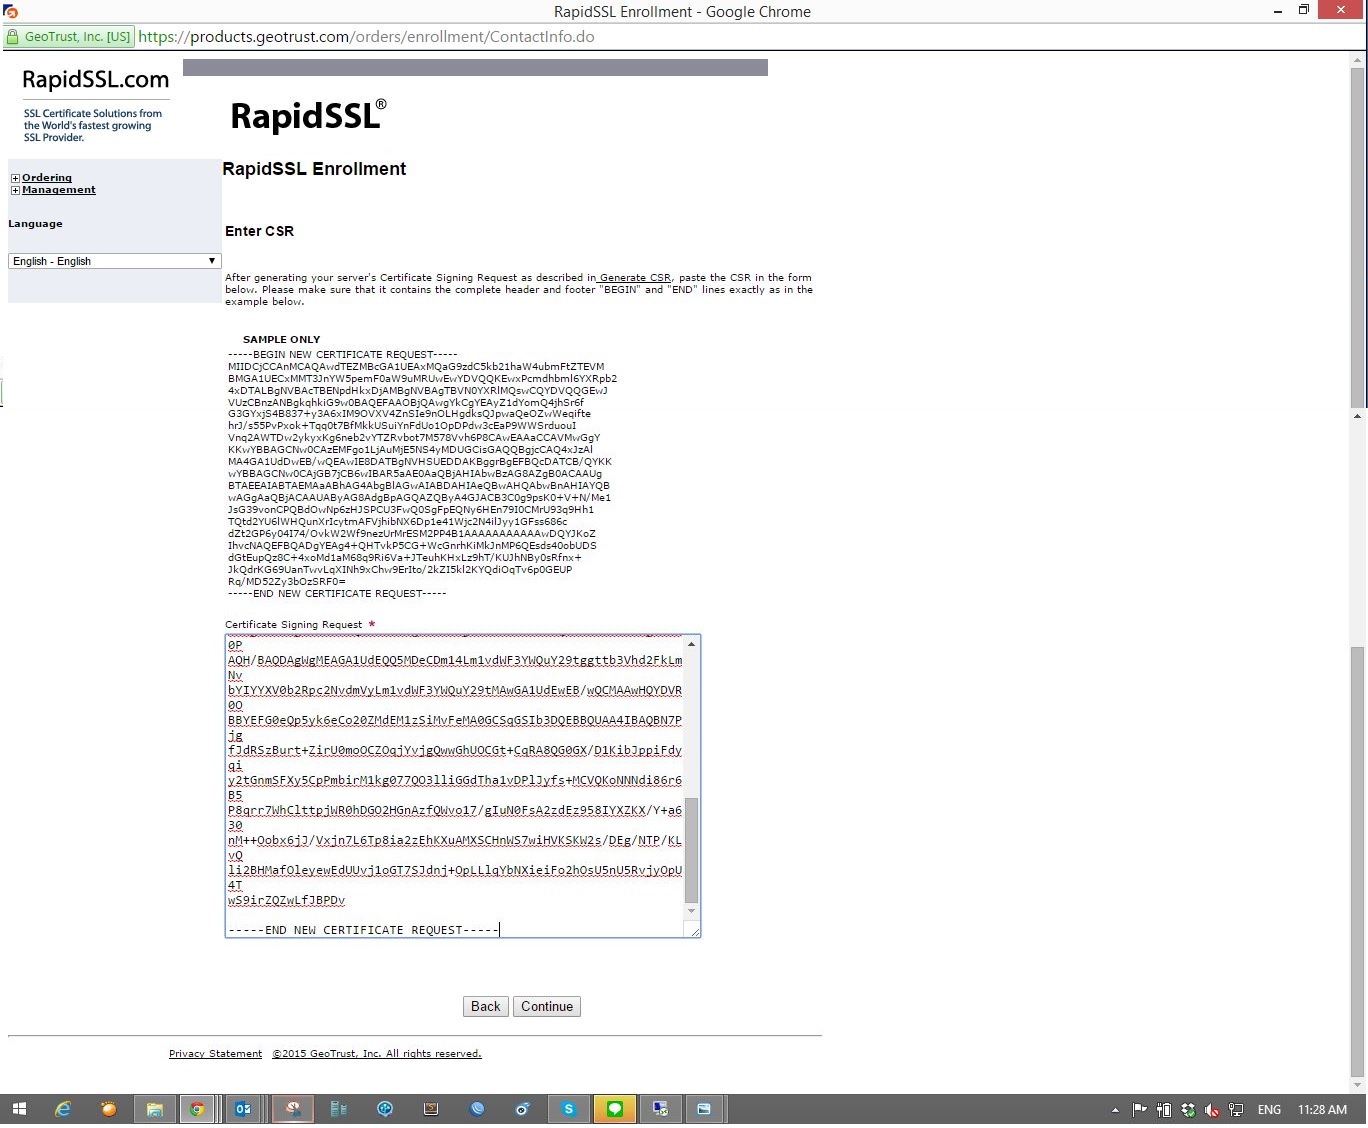 RapidSSL Enrollment - Google Chrome
GeoTrust, Inc. [US] https://products.geotrust.com/orders/enrollment/ContactInfo.do
RapidSSL.com
SSL Certificate Solutions from
the World's fastest growing
SSL Provider.
Ordering
Management
Language
English - English
RapidSSL®
RapidSSL Enrollment
Enter CSR
After generating your server's Certificate Signing Request as described in Generate CSR, paste the CSR in the form
below. Please make sure that it contains the complete header and footer "BEGIN" and "END" lines exactly as in the
example below.
SAMPLE ONLY
-----BEGIN NEW CERTIFICATE REQUEST-----
MIIDCjCCAnMCAQAwdTEZMBcGA1UEAxMQaG9zdC5kb21haW4ubmFtZTEVM
BMGA1UECxMMT3JnYW5pemF0aW9uMRUwEwYDVQQKEwxPcmdhbml6YXRpb2
4xDTALBgNVBAcTBENpdHkxDjAMBgNVBAgTBVN0YXRlMQswCQYDVQQGEwJ
VUzCBnzANBgkqhkiG9w0BAQEFAAOBjQAwgYkCgYEAyZ1dYomQ4jhSr6f
G3GYxjS4B837+y3A6xIM9OVXV4ZnSIe9nOLHgdksQJpwaQeOZwWeqifte
hrJ/s55PvPxok+Tqq0t7BfMkkUSuiYnFdUo1OpDPdw3cEaP9WWSrduouI
Vnq2AWTDw2ykyxKg6neb2vYTZRvbot7M578Vvh6P8CAwEAAaCCAVMwGgY
KKwYBBAGCNw0CAzEMFgo1LjAuMjE5NS4yMDUGCisGAQQBgjcCAQ4xJzAl
MA4GA1UdDwEB/wQEAwIE8DATBgNVHSUEDDAKBggrBgEFBQcDATCB/QYKK
wYBBAGCNw0CAjGB7jCB6wIBAR5aAE0AaQBjAHIAbwBzAG8AZgB0ACAAUg
BTAEEAIABTAEMAaABhAG4AbgBlAGwAIABDAHIAeQBwAHQAbwBnAHIAYQB
wAGgAaQBjACAAUAByAG8AdgBpAGQAZQByA4GJACB3C0g9psK0+V+N/Me1
JsG39vonCPQBdOwNp6zHJSPCU3FwQ0SgFpEQNy6HEn79I0CMrU93q9Hh1
TQtd2YU6lWHQunXrIcytmAFVjhibNX6Dp1e41Wjc2N4ilJyy1GFss686c
dZt2GP6y04I74/OvkW2Wf9nezUrMrESM2PP4B1AAAAAAAAAAAwDQYJKoZ
IhvcNAQEFBQADgYEAg4+QHTvkP5CG+WcGnrhKiMkJnMP6QEsds40obUDS
dGtEupQz8C+4xoMd1aM68q9Ri6Va+JTeuhKHxLz9hT/KUJhNBy0sRfnx+
JkQdrKG69UanTwvLqXINh9xChw9ErIto/2kZI5kl2KYQdiOqTv6p0GEUP
Rq/MD52Zy3bOzSRF0=
-----END NEW CERTIFICATE REQUEST-----
Certificate Signing Request *
0P
AQH/BAQDAgWgMEAGA1UdEQQ5MDeCDm14Lm1vdWF3YWQuY29tggttb3Vhd2FkLm
Nv
bYIYYXV0b2Rpc2NvdmVyLm1vdWF3YWQuY29tMAwGA1UdEwEB/wQCMAAwHQYDVR
0O
BBYEFG0eQp5yk6eCo20ZMdEM1zSiMvFeMA0GCSqGSIb3DQEBBQUAA4IBAQBN7P
jg
fJdRSzBurt+ZirU0moOCZOqjYvjgQwwGhUOCGt+CqRA8QG0GX/D1KibJppiFdy
qi
y2tGnmSFXy5CpPmbirM1kg077QO3lliGGdTha1vDPlJyfs+MCVQKoNNNdi86r6
B5
P8qrr7WhClttpjWR0hDGO2HGnAzfQWvo17/gIuN0FsA2zdEz958IYXZKX/Y+a6
30
nM++Oobx6jJ/Vxjn7L6Tp8ia2zEhKXuAMXSCHnWS7wiHVKSKW2s/DEg/NTP/KL
vQ
li2BHMafOleyewEdUUvj1oGT7SJdnj+OpLLlqYbNXieiFo2hOsU5nU5RvjyOpU
4T
wS9irZQZwLfJBPDv
-----END NEW CERTIFICATE REQUEST-----
Back Continue
Privacy Statement ©2015 GeoTrust, Inc. All rights reserved.
ENG 11:28 AM